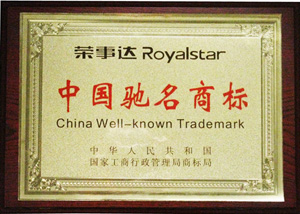 荣事达 Royalstar
中国驰名商标
China Well-known Trademark
中华人民共和国
国家工商行政管理局商标局